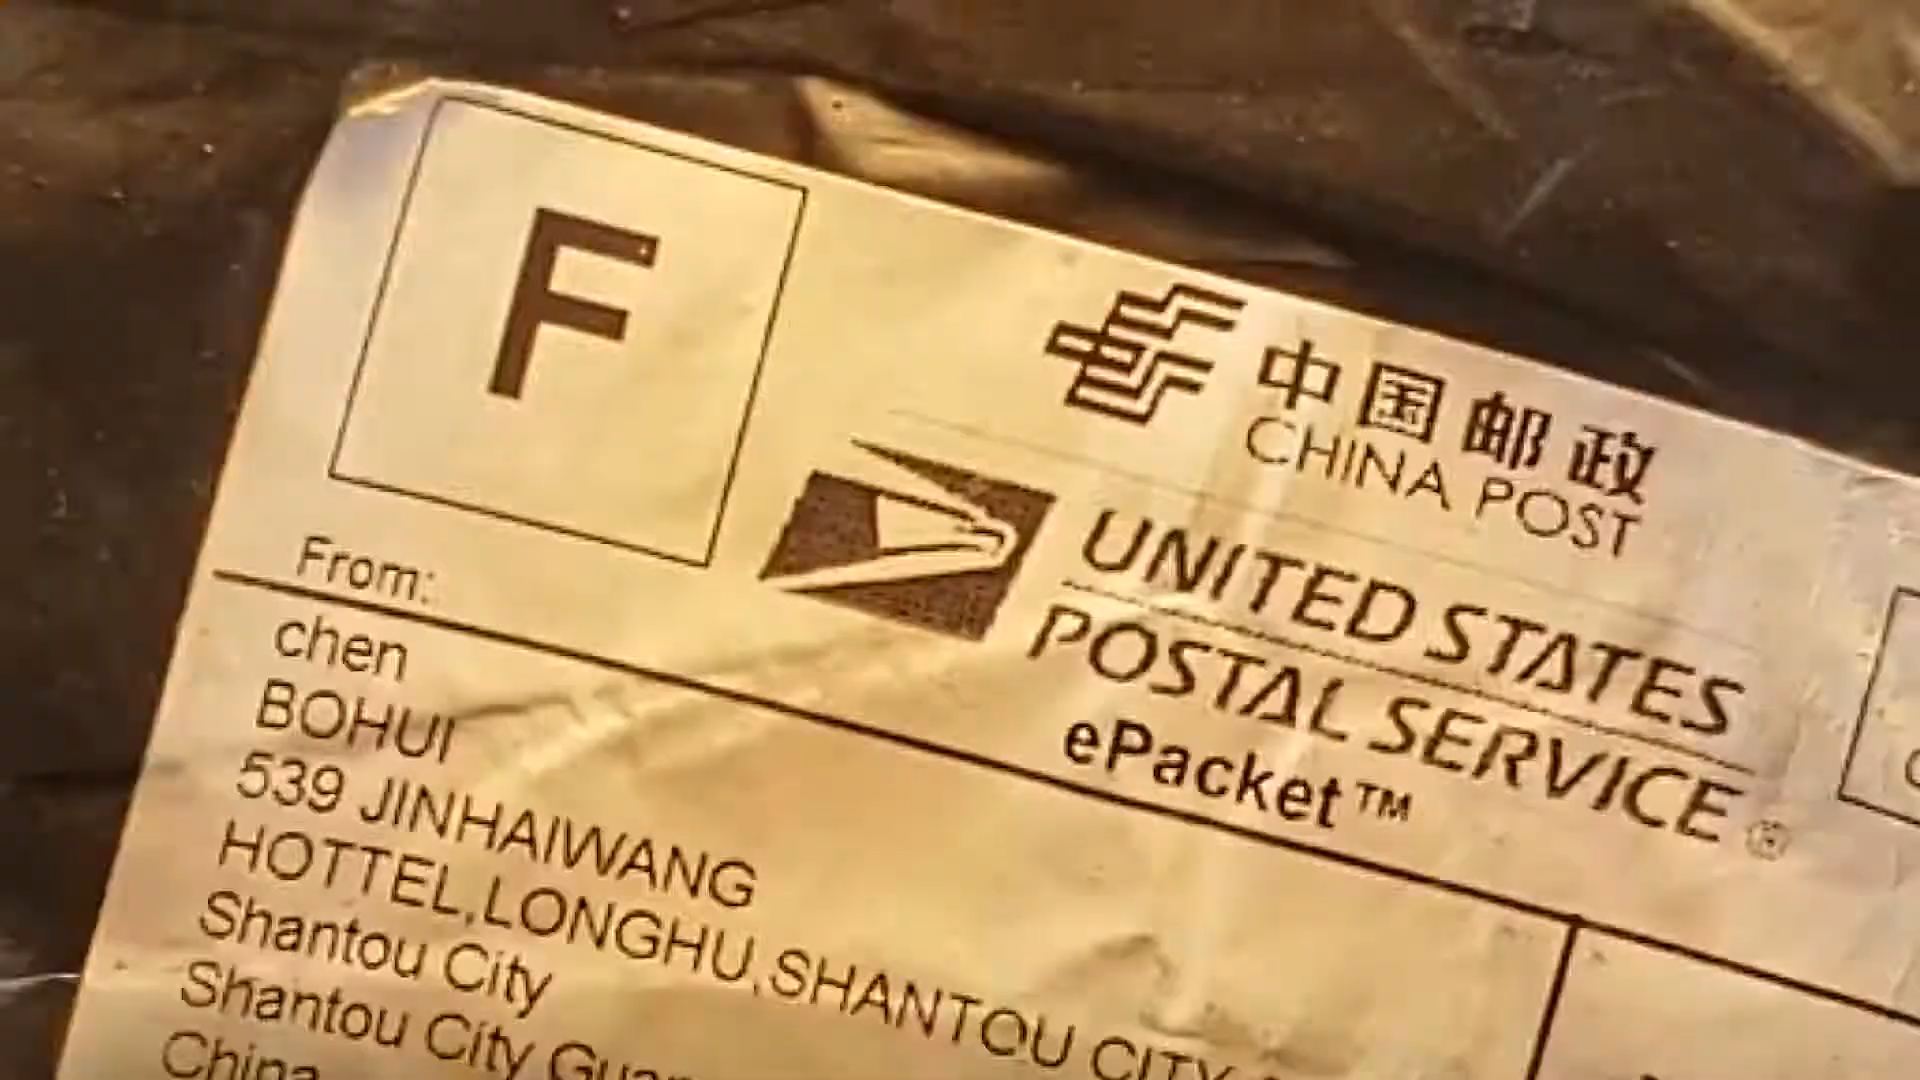 F
中国邮政
CHINA POST
UNITED STATES
POSTAL SERVICE®
ePacket™
From:
chen
BOHUI
539 JINHAIWANG
HOTTEL,LONGHU,SHANTOU CITY
Shantou City
Shantou City
China